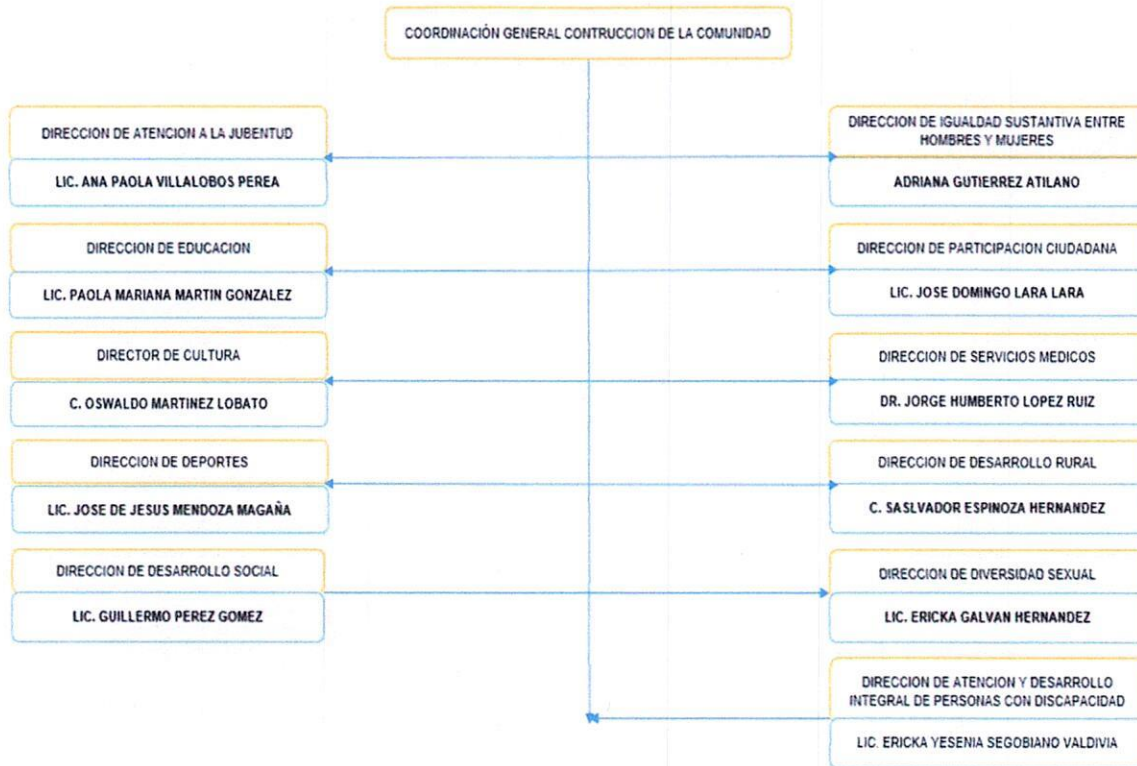 COORDINACIÓN GENERAL CONTRUCCION DE LA COMUNIDAD
DIRECCION DE ATENCION A LA JUBENTUD
LIC. ANA PAOLA VILLALOBOS PEREA
DIRECCION DE EDUCACION
LIC. PAOLA MARIANA MARTIN GONZALEZ
DIRECTOR DE CULTURA
C. OSWALDO MARTINEZ LOBATO
DIRECCION DE DEPORTES
LIC. JOSE DE JESUS MENDOZA MAGAÑA
DIRECCION DE DESARROLLO SOCIAL
LIC. GUILLERMO PEREZ GOMEZ
DIRECCION DE IGUALDAD SUSTANTIVA ENTRE
HOMBRES Y MUJERES
ADRIANA GUTIERREZ ATILANO
DIRECCION DE PARTICIPACION CIUDADANA
LIC. JOSE DOMINGO LARA LARA
DIRECCION DE SERVICIOS MEDICOS
DR. JORGE HUMBERTO LOPEZ RUIZ
DIRECCION DE DESARROLLO RURAL
C. SASLVADOR ESPINOZA HERNANDEZ
DIRECCION DE DIVERSIDAD SEXUAL
LIC. ERICKA GALVAN HERNANDEZ
DIRECCION DE ATENCION Y DESARROLLO
INTEGRAL DE PERSONAS CON DISCAPACIDAD
LIC. ERICKA YESENIA SEGOBIANO VALDIVIA